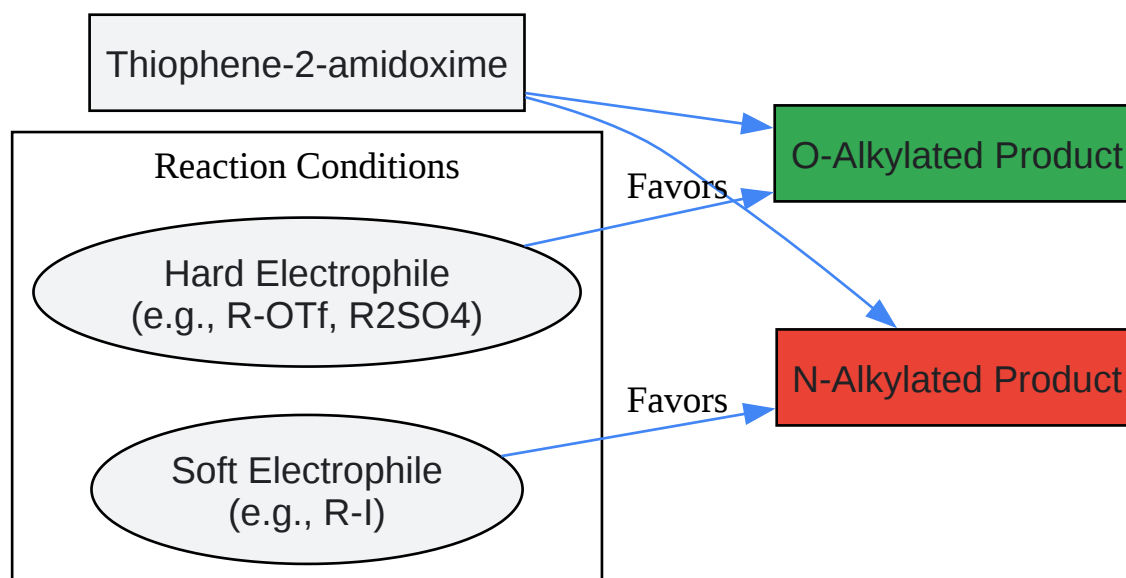 Thiophene-2-amidoxime
O-Alkylated Product
Reaction Conditions
Favors
Hard Electrophile
(e.g., R-OTf, R2SO4)
N-Alkylated Product
Favors
Soft Electrophile
(e.g., R-I)